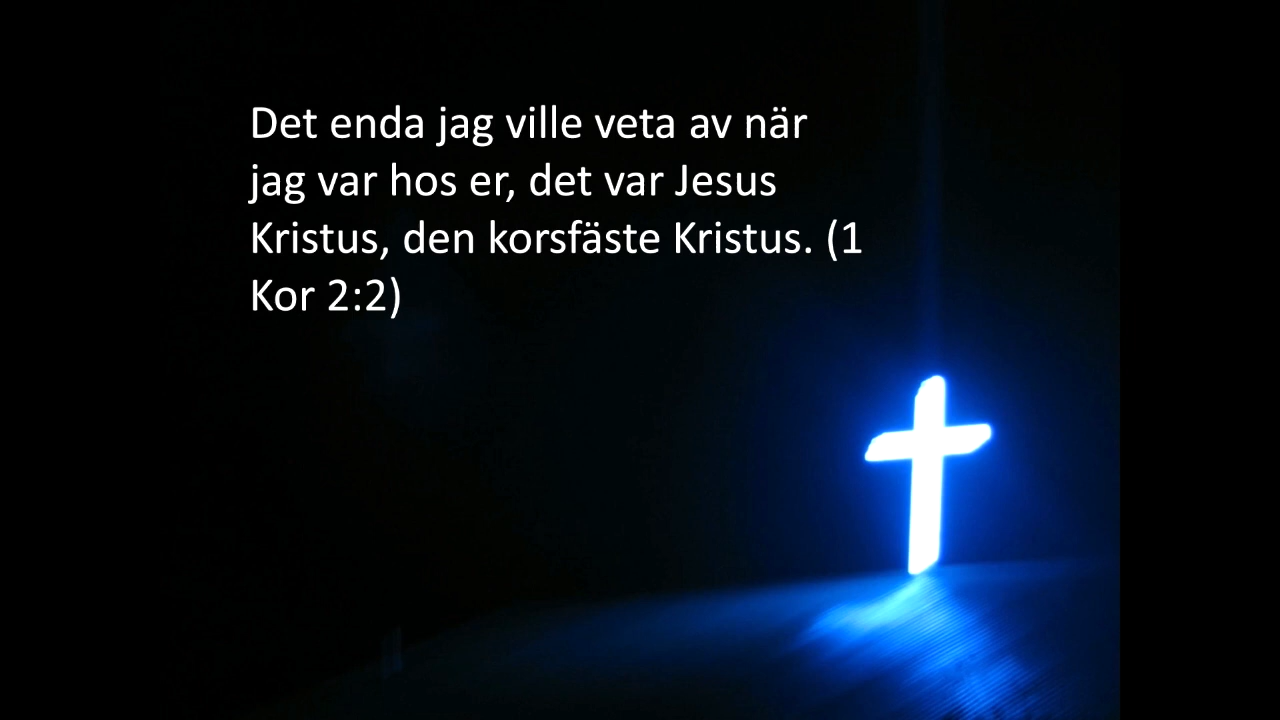 Det enda jag ville veta av när
jag var hos er, det var Jesus
Kristus, den korsfäste Kristus. (1
Kor 2:2)